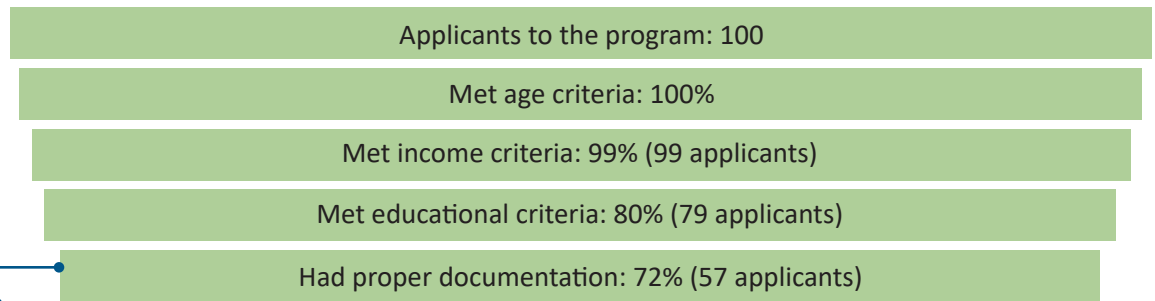 Applicants to the program: 100
Met age criteria: 100%
Met income criteria: 99% (99 applicants)
Met educational criteria: 80% (79 applicants)
Had proper documentation: 72% (57 applicants)